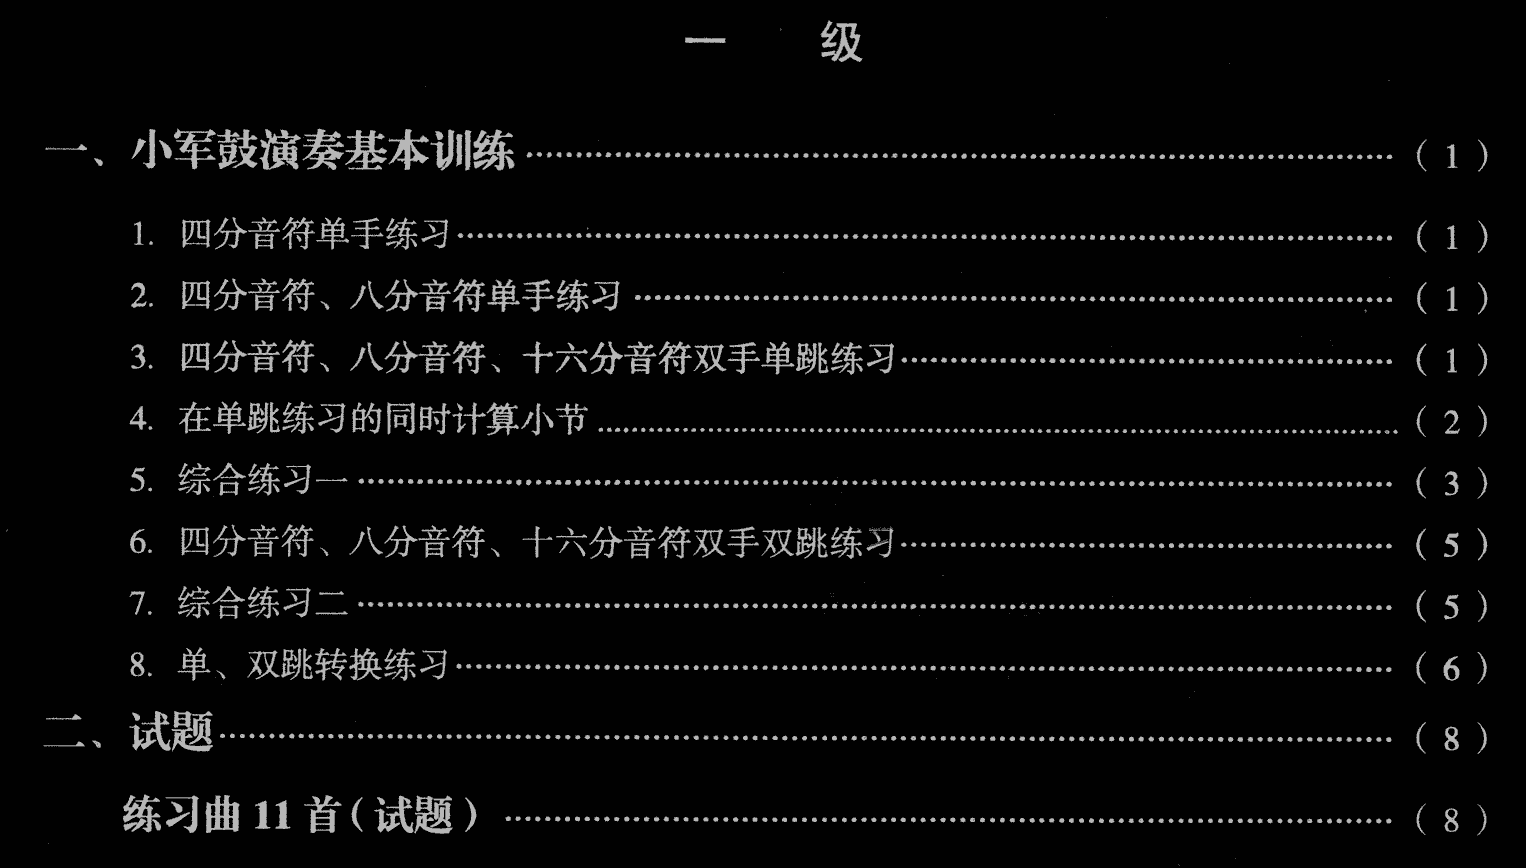 一 级
一、小军鼓演奏基本训练……………………………………（1）
1. 四分音符单手练习……………………………………（1）
2. 四分音符、八分音符单手练习……………………………………（1）
3. 四分音符、八分音符、十六分音符双手单跳练习……………………………………（1）
4. 在单跳练习的同时计算小节……………………………………（2）
5. 综合练习一……………………………………（3）
6. 四分音符、八分音符、十六分音符双手双跳练习……………………………………（5）
7. 综合练习二……………………………………（5）
8. 单、双跳转换练习……………………………………（6）
二、试题……………………………………（8）
练习曲 11 首（试题）……………………………………（8）